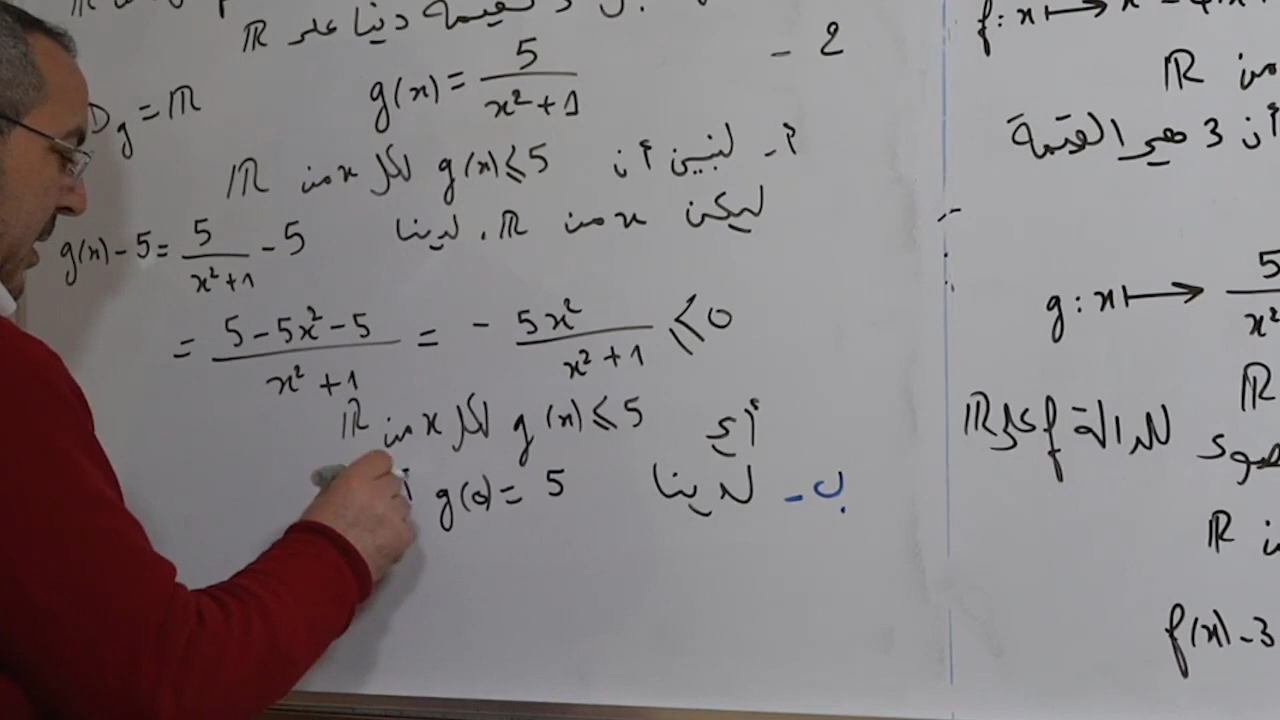 قيمة دنيا على ℝ
2 - g(x) = 5/(x²+1)
D_g = ℝ
أ- لنبين أن g(x) ⩽ 5 لكل x من ℝ
ليكن x من ℝ. لدينا
g(x) - 5 = 5/(x²+1) - 5
= (5 - 5x² - 5)/(x²+1) = - 5x²/(x²+1) ⩽ 0
أي g(x) ⩽ 5 لكل x من ℝ
ب- لدينا g(0) = 5
f: x ⟼
من ℝ
أن 3 هي القيمة
g: x ⟼ 5/x²
ℝ
للدالة f على ℝ
ℝ
f(x) - 3